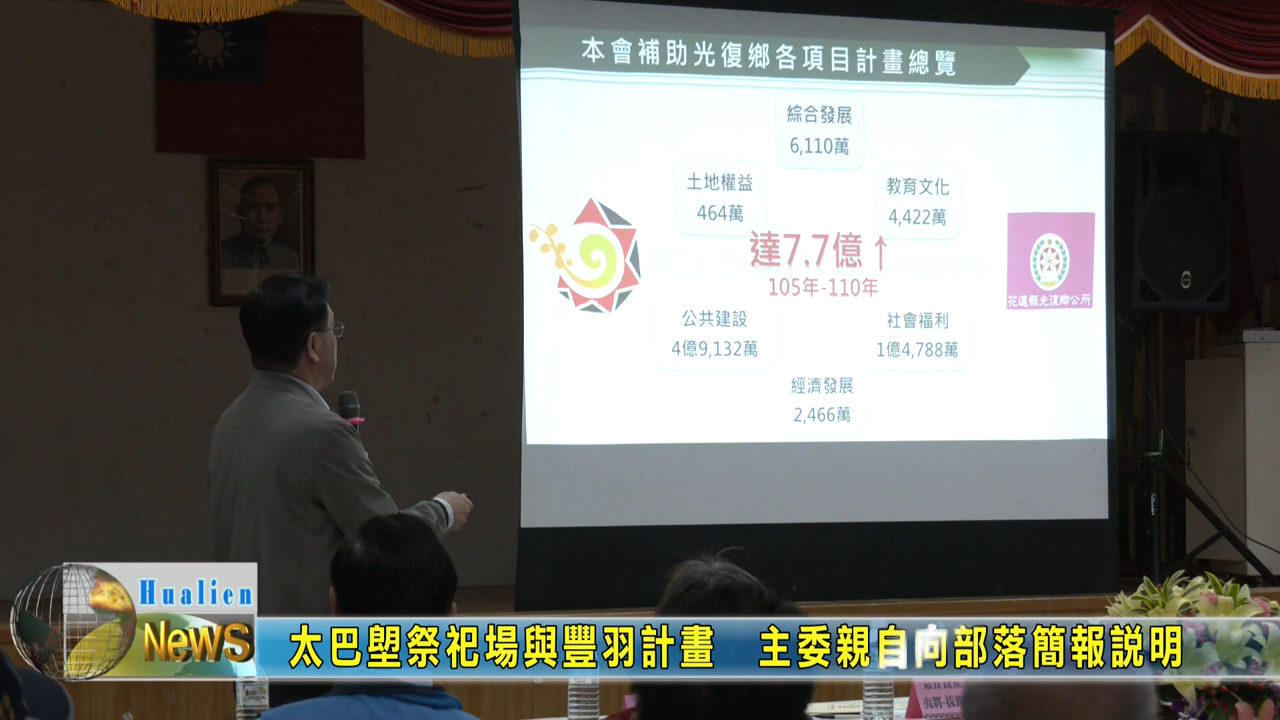 本會補助光復鄉各項目計畫總覽
綜合發展
6,110萬
土地權益
464萬
教育文化
4,422萬
達7.7億↑
105年-110年
公共建設
4億9,132萬
社會福利
1億4,788萬
經濟發展
2,466萬
花蓮縣光復鄉公所
Hualien
News
太巴塱祭祀場與豐羽計畫 主委親自向部落簡報說明